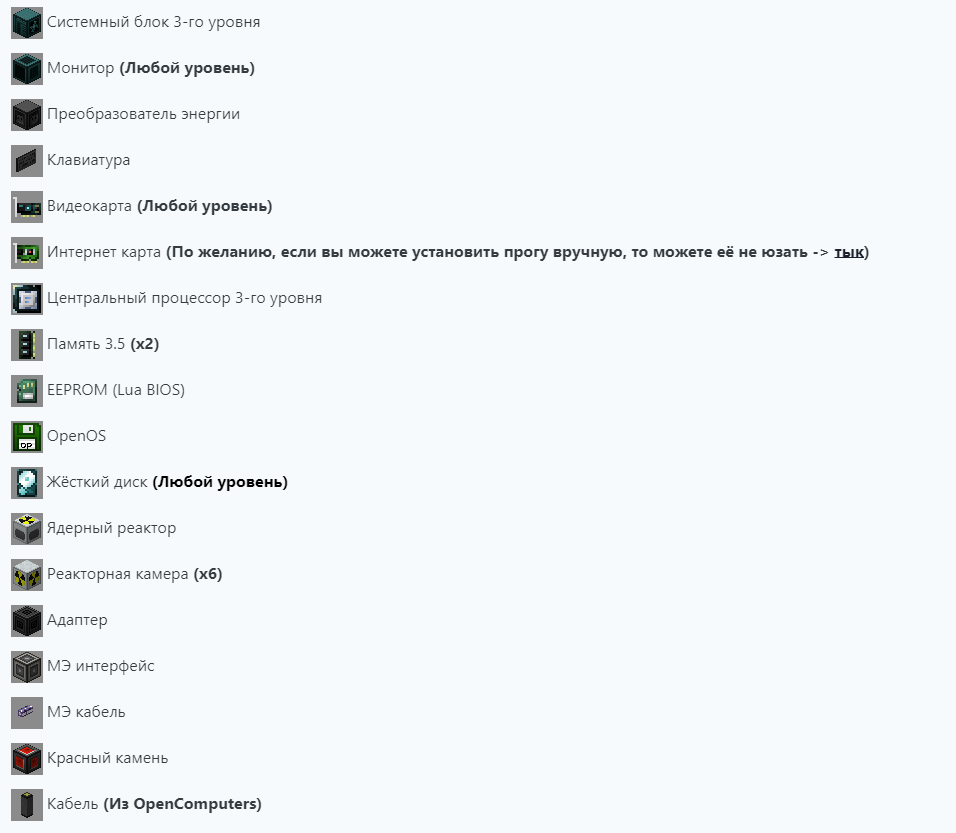 Системный блок 3-го уровня
Монитор (Любой уровень)
Преобразователь энергии
Клавиатура
Видеокарта (Любой уровень)
Интернет карта (По желанию, если вы можете установить прогу вручную, то можете её не юзать -> тык)
Центральный процессор 3-го уровня
Память 3.5 (x2)
EEPROM (Lua BIOS)
OpenOS
Жёсткий диск (Любой уровень)
Ядерный реактор
Реакторная камера (x6)
Адаптер
МЭ интерфейс
МЭ кабель
Красный камень
Кабель (Из OpenComputers)